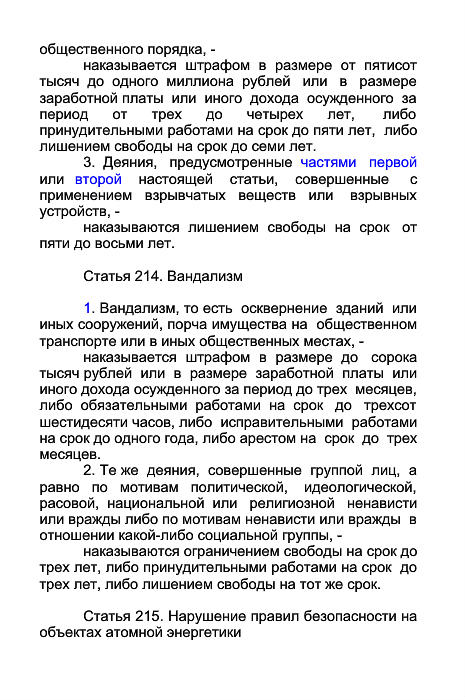 общественного порядка, -
наказывается штрафом в размере от пятисот
тысяч до одного миллиона рублей или в размере
заработной платы или иного дохода осужденного за
период от трех до четырех лет, либо
принудительными работами на срок до пяти лет, либо
лишением свободы на срок до семи лет.
3. Деяния, предусмотренные частями первой
или второй настоящей статьи, совершенные с
применением взрывчатых веществ или взрывных
устройств, -
наказываются лишением свободы на срок от
пяти до восьми лет.
Статья 214. Вандализм
1. Вандализм, то есть осквернение зданий или
иных сооружений, порча имущества на общественном
транспорте или в иных общественных местах, -
наказывается штрафом в размере до сорока
тысяч рублей или в размере заработной платы или
иного дохода осужденного за период до трех месяцев,
либо обязательными работами на срок до трехсот
шестидесяти часов, либо исправительными работами
на срок до одного года, либо арестом на срок до трех
месяцев.
2. Те же деяния, совершенные группой лиц, а
равно по мотивам политической, идеологической,
расовой, национальной или религиозной ненависти
или вражды либо по мотивам ненависти или вражды в
отношении какой-либо социальной группы, -
наказываются ограничением свободы на срок до
трех лет, либо принудительными работами на срок до
трех лет, либо лишением свободы на тот же срок.
Статья 215. Нарушение правил безопасности на
объектах атомной энергетики